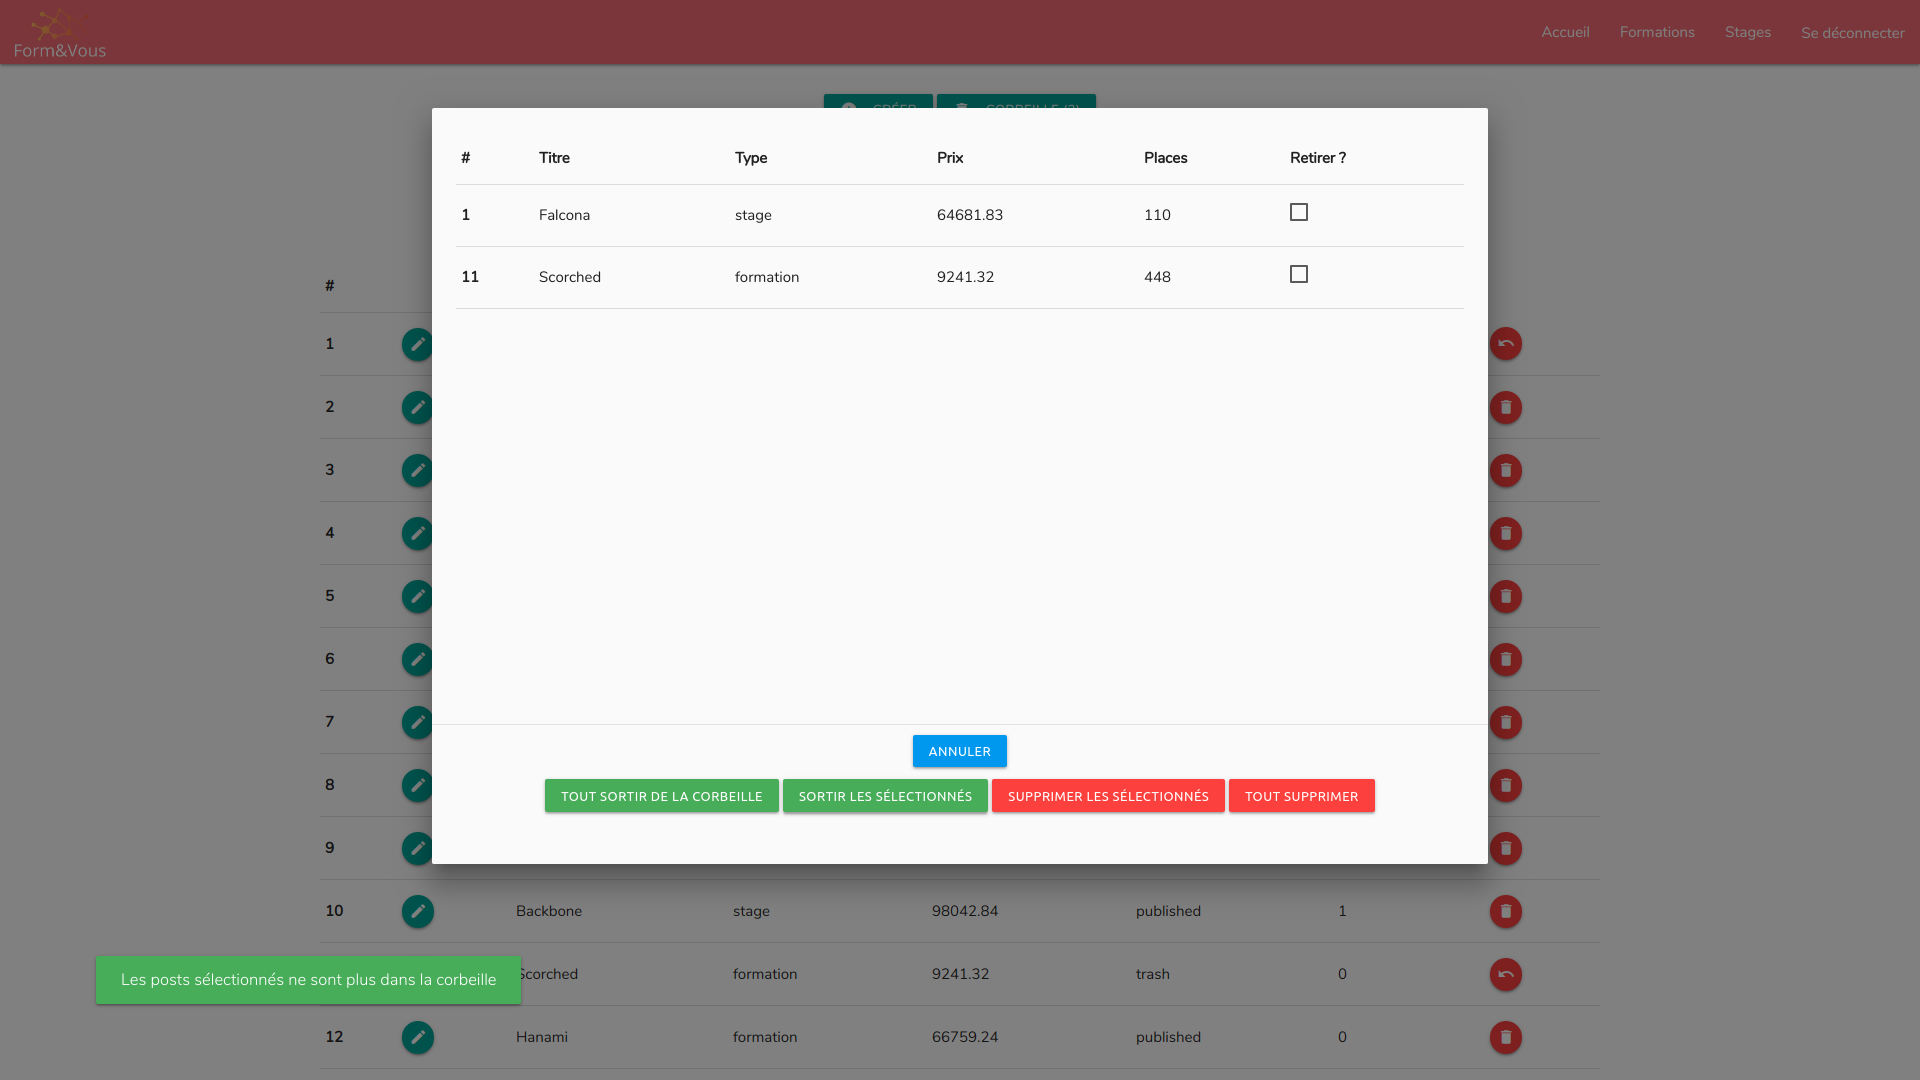 Form&Vous
Accueil Formations Stages Se déconnecter
CRÉER CORBEILLE (2)
# Titre Type Prix Places Retirer ?
1 Falcona stage 64681.83 110
11 Scorched formation 9241.32 448
ANNULER
TOUT SORTIR DE LA CORBEILLE SORTIR LES SÉLECTIONNÉS SUPPRIMER LES SÉLECTIONNÉS TOUT SUPPRIMER
#
1
2
3
4
5
6
7
8
9
10 Backbone stage 98042.84 published 1
Scorched formation 9241.32 trash 0
12 Hanami formation 66759.24 published 0
Les posts sélectionnés ne sont plus dans la corbeille